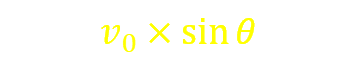 v₀ × sin θ